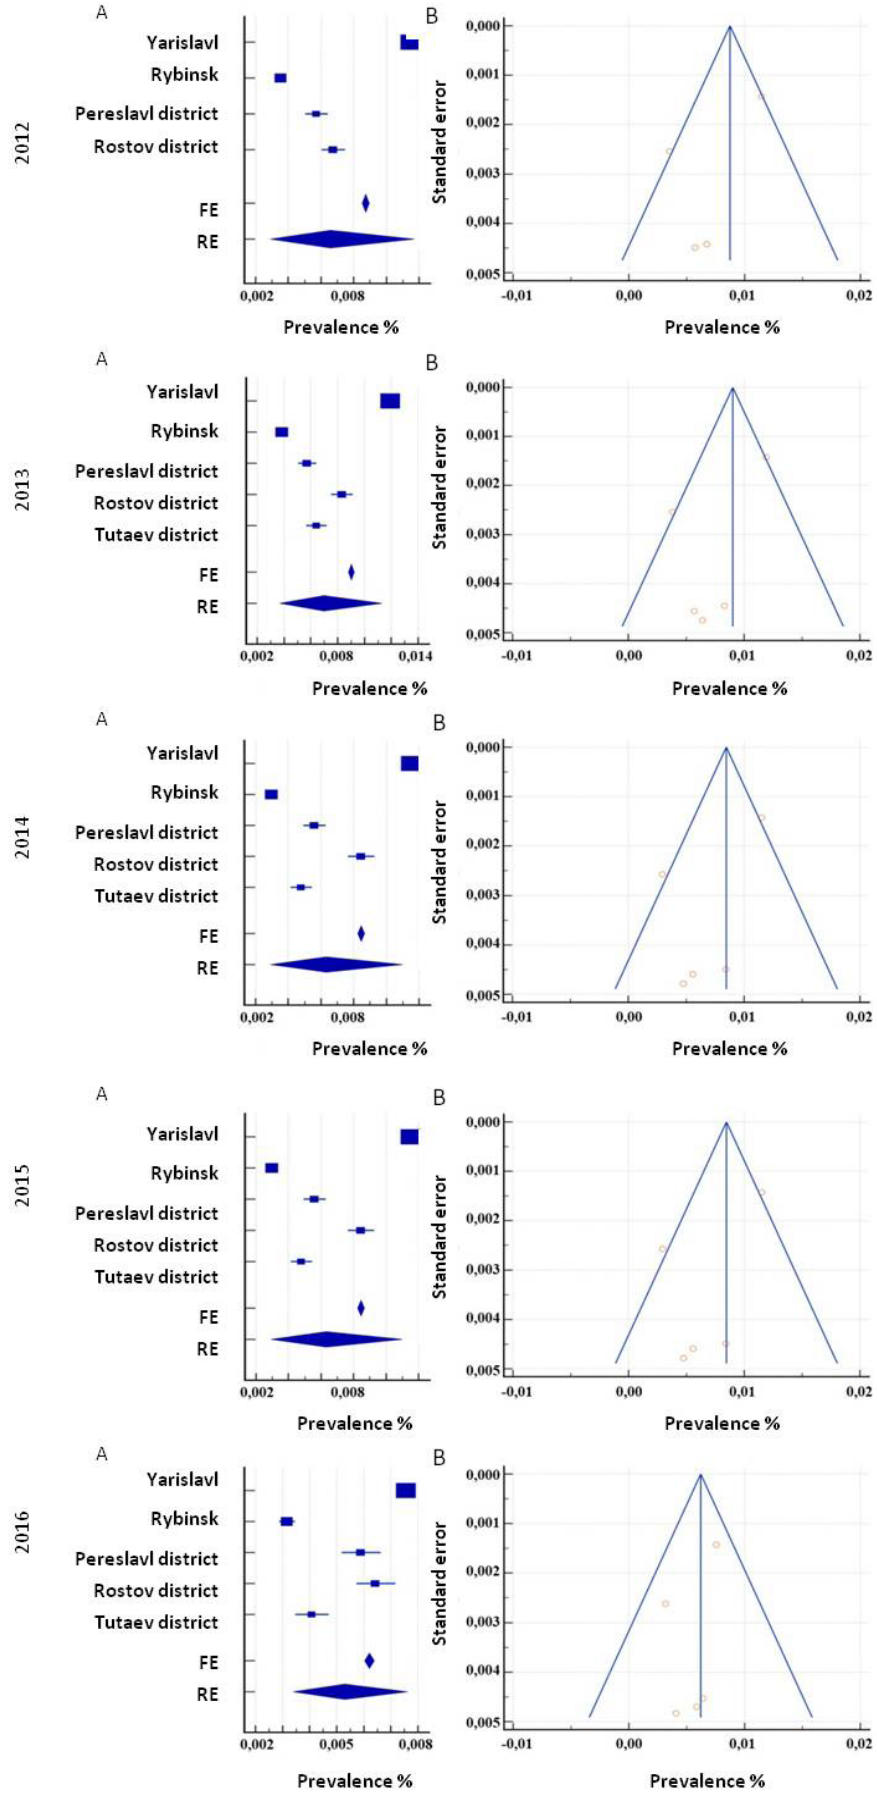 A
B
2012
Yarislavl
Rybinsk
Pereslavl district
Rostov district
FE
RE
0,002 0,008
Prevalence %
Standard error
0,000
0,001
0,002
0,003
0,004
0,005
-0,01 0,00 0,01 0,02
Prevalence %
A
B
2013
Yarislavl
Rybinsk
Pereslavl district
Rostov district
Tutaev district
FE
RE
0,002 0,008 0,014
Prevalence %
Standard error
0,000
0,001
0,002
0,003
0,004
0,005
-0,01 0,00 0,01 0,02
Prevalence %
A
B
2014
Yarislavl
Rybinsk
Pereslavl district
Rostov district
Tutaev district
FE
RE
0,002 0,008
Prevalence %
Standard error
0,000
0,001
0,002
0,003
0,004
0,005
-0,01 0,00 0,01 0,02
Prevalence %
A
B
2015
Yarislavl
Rybinsk
Pereslavl district
Rostov district
Tutaev district
FE
RE
0,002 0,008
Prevalence %
Standard error
0,000
0,001
0,002
0,003
0,004
0,005
-0,01 0,00 0,01 0,02
Prevalence %
A
B
2016
Yarislavl
Rybinsk
Pereslavl district
Rostov district
Tutaev district
FE
RE
0,002 0,005 0,008
Prevalence %
Standard error
0,000
0,001
0,002
0,003
0,004
0,005
-0,01 0,00 0,01 0,02
Prevalence %